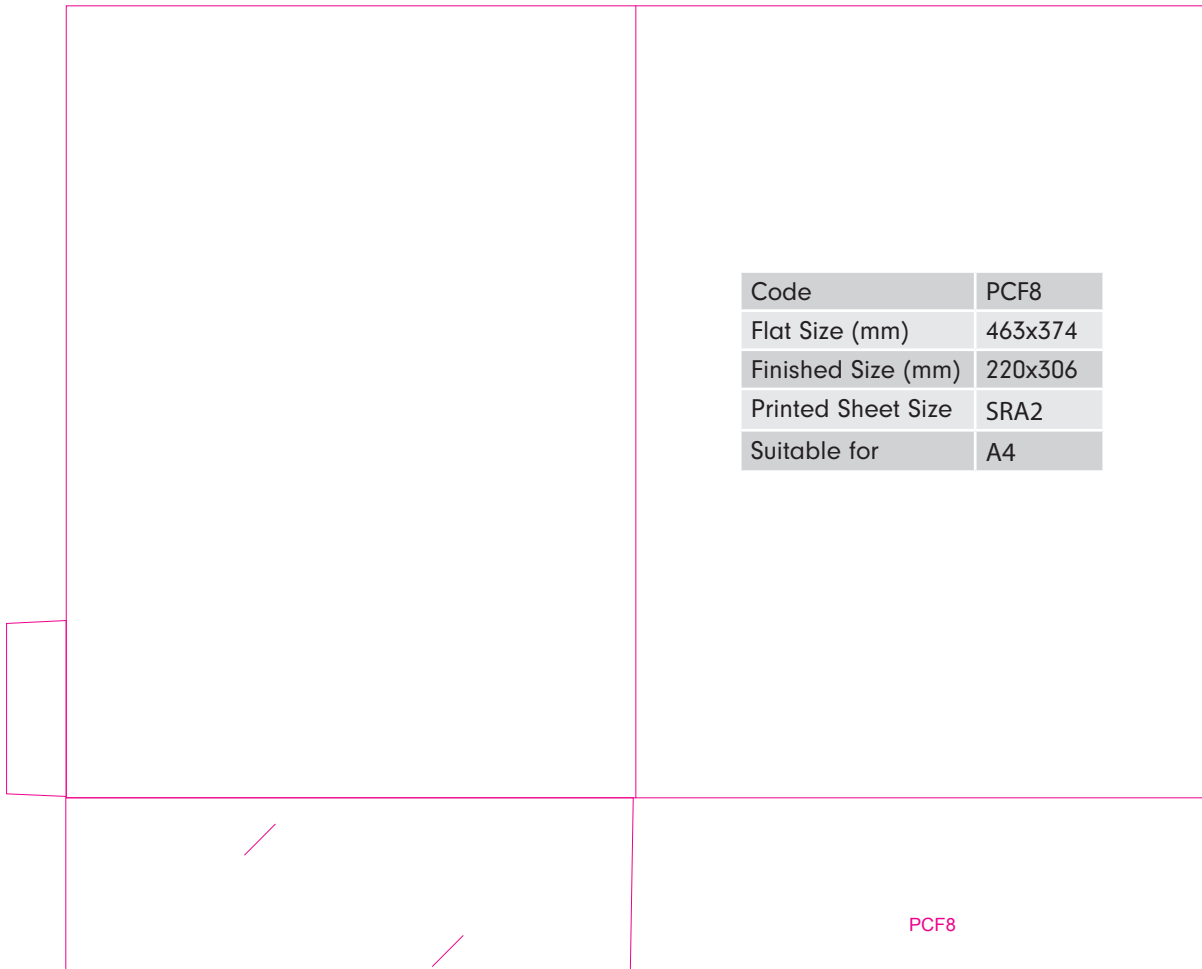 Code PCF8
Flat Size (mm) 463x374
Finished Size (mm) 220x306
Printed Sheet Size SRA2
Suitable for A4
PCF8